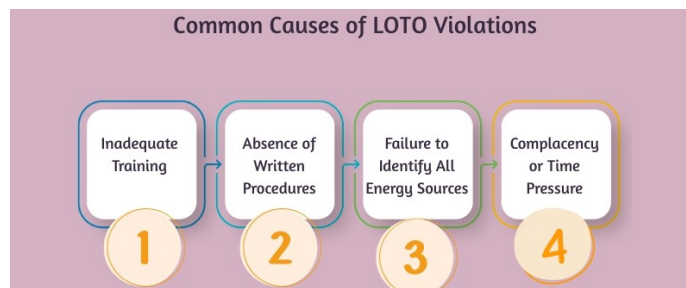 Common Causes of LOTO Violations
Inadequate
Training
Absence of
Written
Procedures
Failure to
Identify All
Energy Sources
Complacency
or Time
Pressure
1
2
3
4